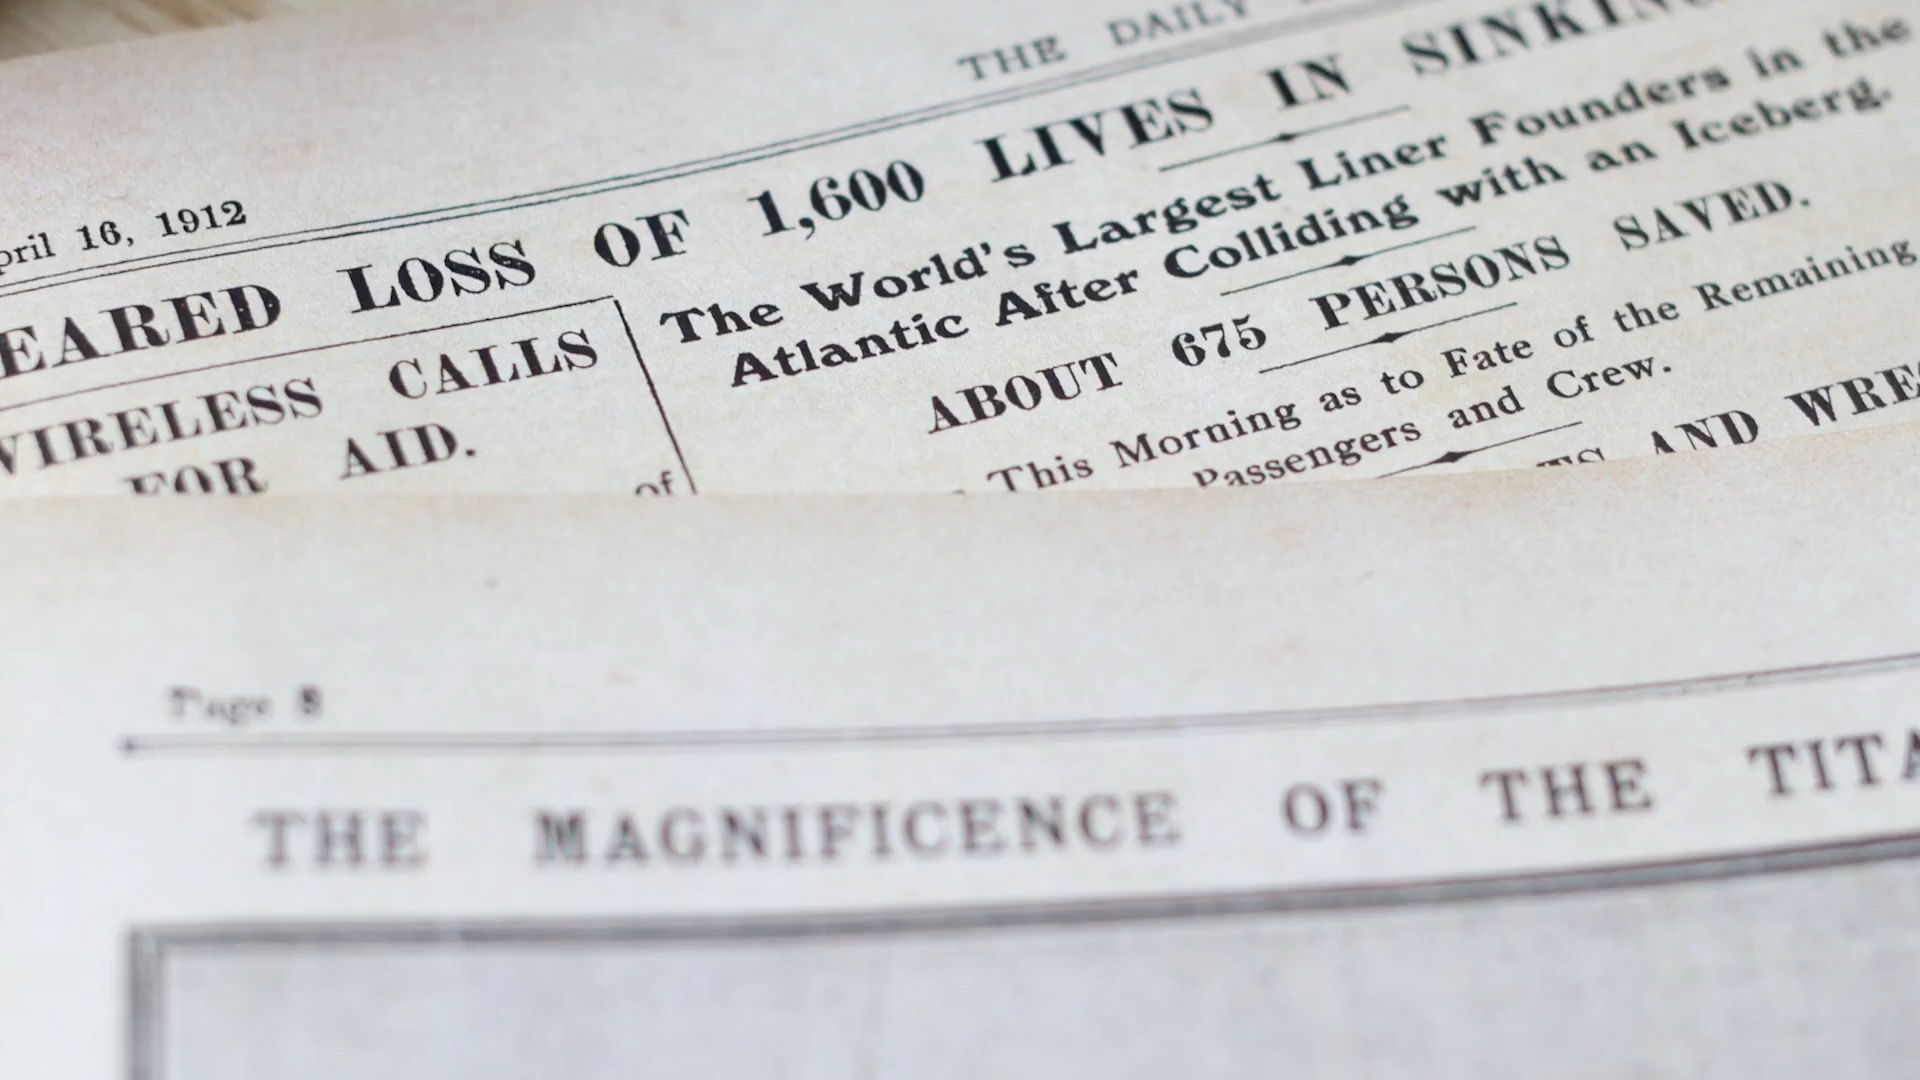 THE DAILY
pril 16, 1912
EARED LOSS OF 1,600 LIVES IN SINKIN
WIRELESS CALLS
FOR AID.
of
The World's Largest Liner Founders in the
Atlantic After Colliding with an Iceberg.
ABOUT 675 PERSONS SAVED.
This Morning as to Fate of the Remaining
Passengers and Crew.
AND WRE
Page 8
THE MAGNIFICENCE OF THE TITA